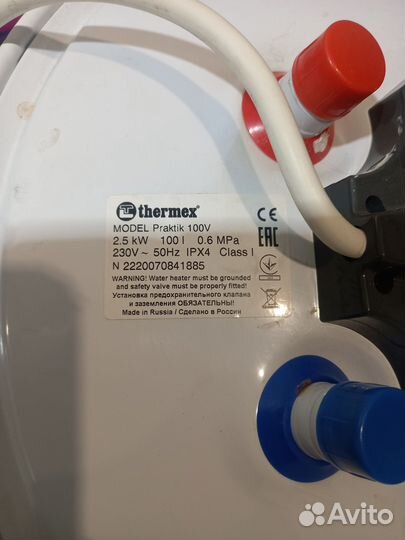 thermex®
MODEL Praktik 100V
2.5 kW 100 l 0.6 MPa
230V ~ 50Hz IPX4 Class I
N 2220070841885
WARNING! Water heater must be grounded
and safety valve must be properly fitted!
Установка предохранительного клапана
и заземления ОБЯЗАТЕЛЬНЫ!
Made in Russia / Сделано в России
CE
EAC
Avito